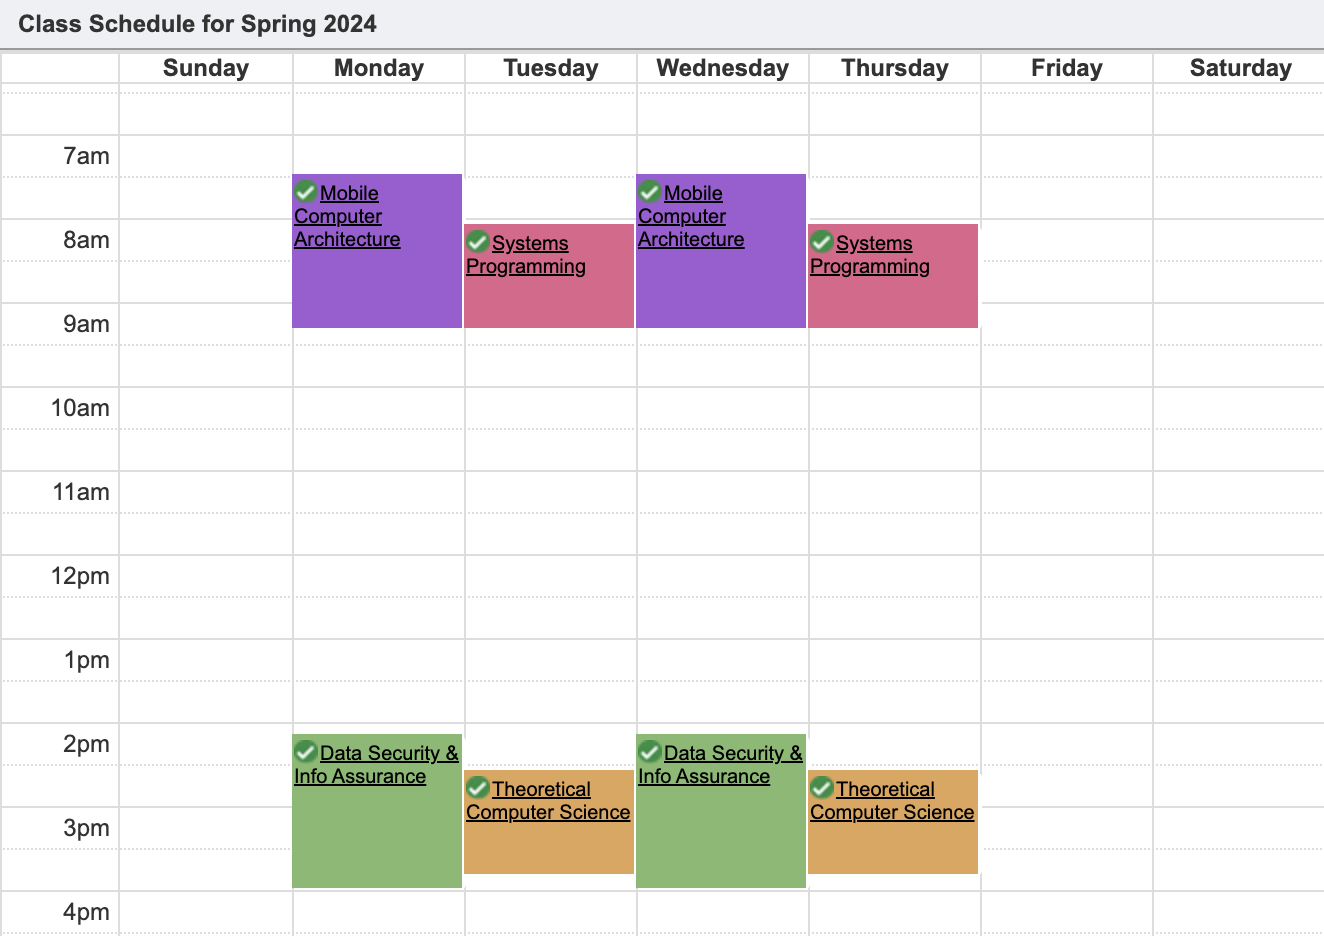 Class Schedule for Spring 2024
Sunday Monday Tuesday Wednesday Thursday Friday Saturday
7am
Mobile
Computer
Architecture
Mobile
Computer
Architecture
8am
Systems
Programming
Systems
Programming
9am
10am
11am
12pm
1pm
2pm
Data Security &
Info Assurance
Data Security &
Info Assurance
Theoretical
Computer Science
Theoretical
Computer Science
3pm
4pm